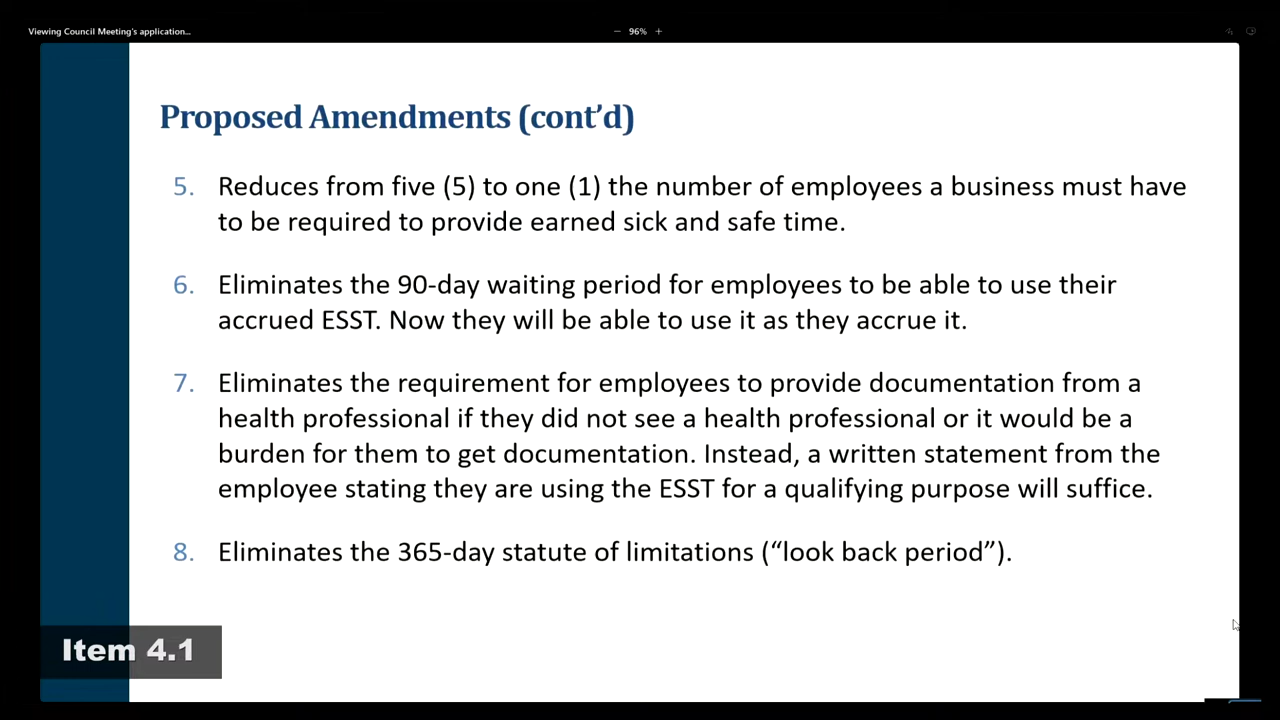 Viewing Council Meeting's application...
96%
Proposed Amendments (cont’d)
5. Reduces from five (5) to one (1) the number of employees a business must have
to be required to provide earned sick and safe time.
6. Eliminates the 90-day waiting period for employees to be able to use their
accrued ESST. Now they will be able to use it as they accrue it.
7. Eliminates the requirement for employees to provide documentation from a
health professional if they did not see a health professional or it would be a
burden for them to get documentation. Instead, a written statement from the
employee stating they are using the ESST for a qualifying purpose will suffice.
8. Eliminates the 365-day statute of limitations (“look back period”).
Item 4.1